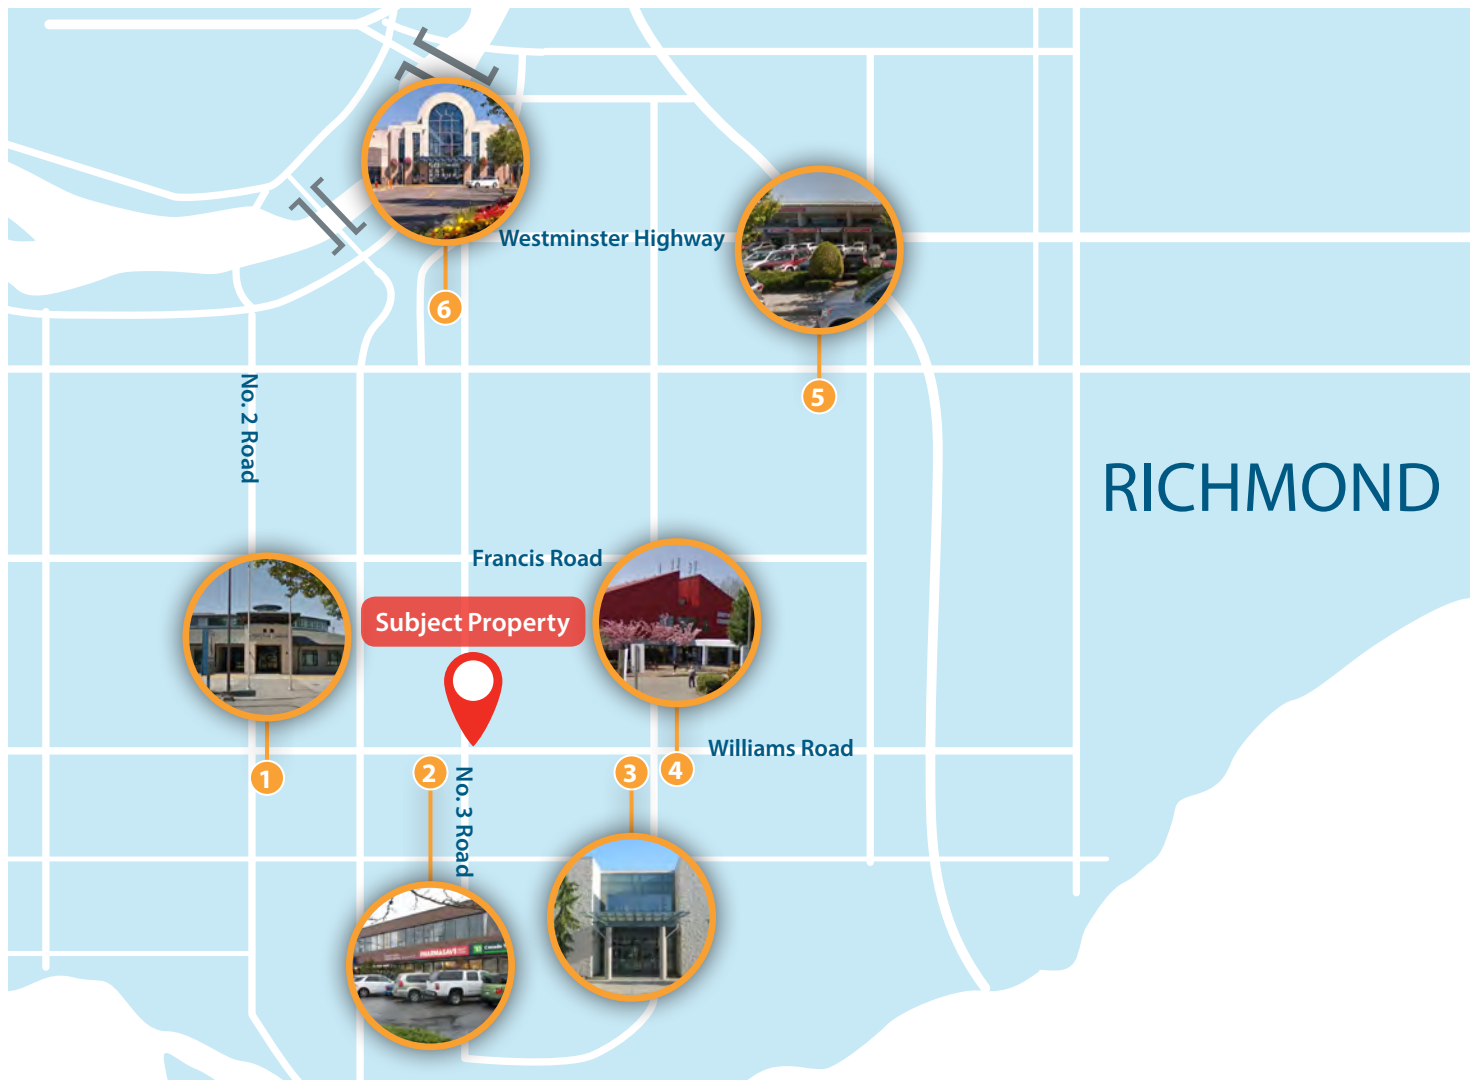 Westminster Highway
6
5
No. 2 Road
RICHMOND
Francis Road
Subject Property
Williams Road
1
2
3
4
No. 3 Road
PHARMASAVE